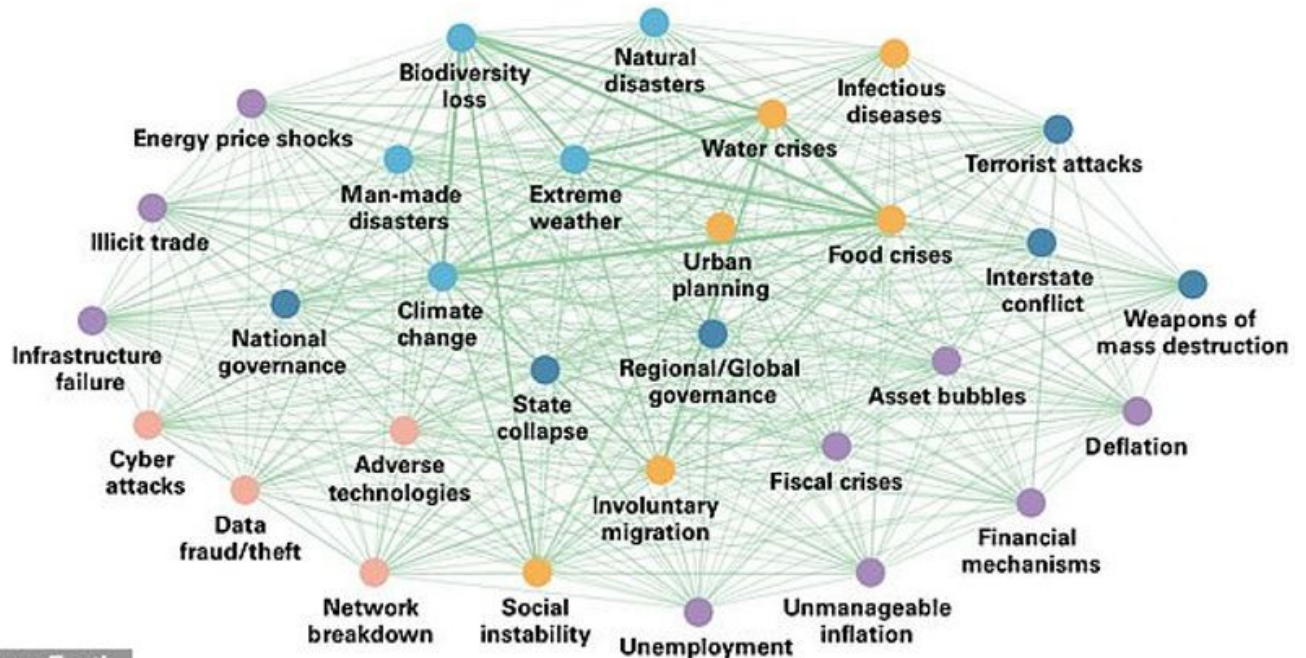 Biodiversity
loss
Natural
disasters
Infectious
diseases
Energy price shocks
Water crises
Terrorist attacks
Man-made
disasters
Extreme
weather
Illicit trade
Urban
planning
Food crises
Interstate
conflict
Climate
change
National
governance
Infrastructure
failure
Weapons of
mass destruction
Regional/Global
governance
State
collapse
Asset bubbles
Deflation
Cyber
attacks
Adverse
technologies
Fiscal crises
Involuntary
migration
Data
fraud/theft
Financial
mechanisms
Network
breakdown
Social
instability
Unemployment
Unmanageable
inflation